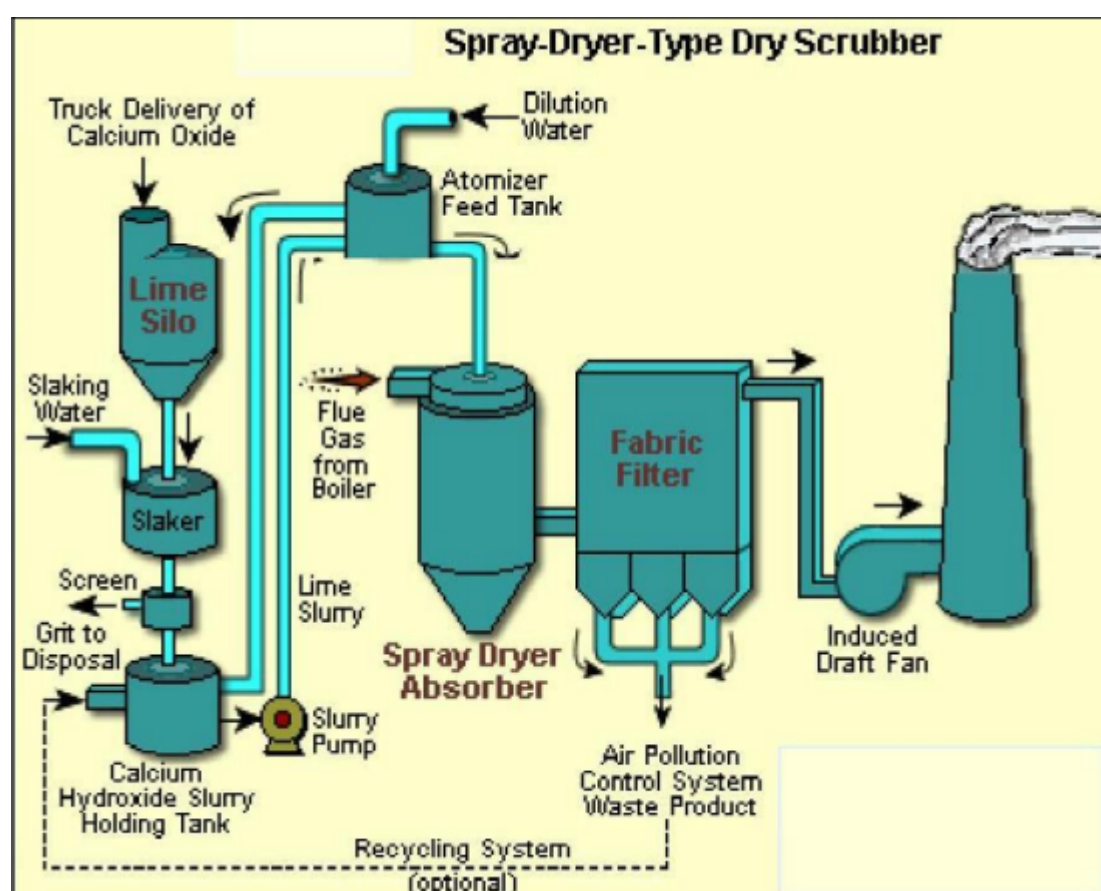 Spray-Dryer-Type Dry Scrubber
Truck Delivery of
Calcium Oxide
Dilution
Water
Atomizer
Feed Tank
Lime
Silo
Slaking
Water
Flue
Gas
from
Boiler
Fabric
Filter
Slaker
Screen
Lime
Slurry
Grit to
Disposal
Spray Dryer
Absorber
Induced
Draft Fan
Slurry
Pump
Calcium
Hydroxide Slurry
Holding Tank
Air Pollution
Control System
Waste Product
Recycling System
(optional)